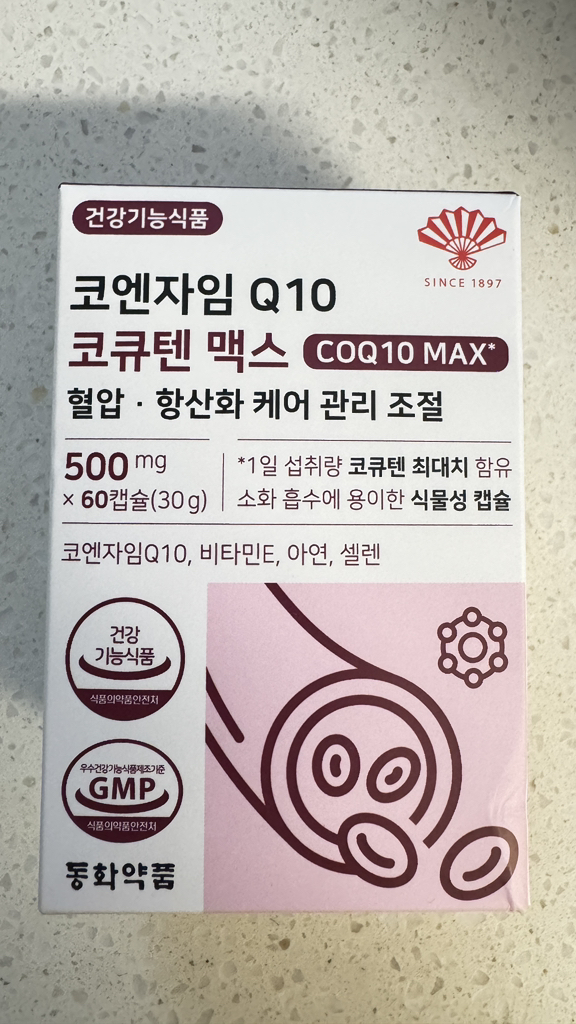 건강기능식품
SINCE 1897
코엔자임 Q10
코큐텐 맥스 COQ10 MAX*
혈압 · 항산화 케어 관리 조절
500 mg
× 60캡슐(30g)
*1일 섭취량 코큐텐 최대치 함유
소화 흡수에 용이한 식물성 캡슐
코엔자임Q10, 비타민E, 아연, 셀렌
건강
기능식품
식품의약품안전처
우수건강기능식품제조기준
GMP
식품의약품안전처
동화약품